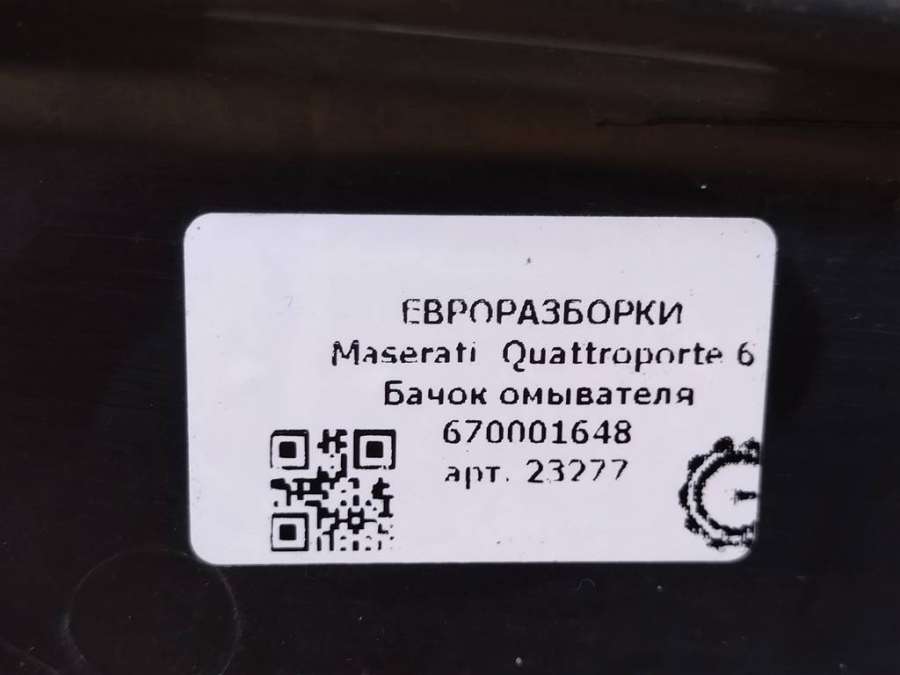 ЕВРОРАЗБОРКИ
Maserati Quattroporte 6
Бачок омывателя
670001648
арт. 23277